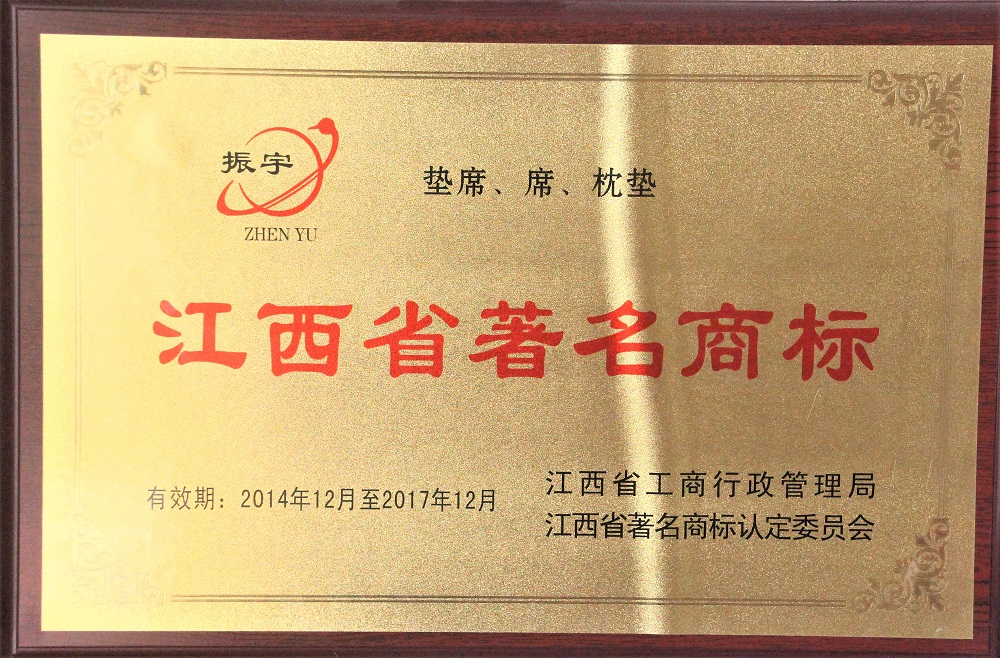 振宇
ZHEN YU
垫席、席、枕垫
江西省著名商标
有效期：2014年12月至2017年12月
江西省工商行政管理局
江西省著名商标认定委员会